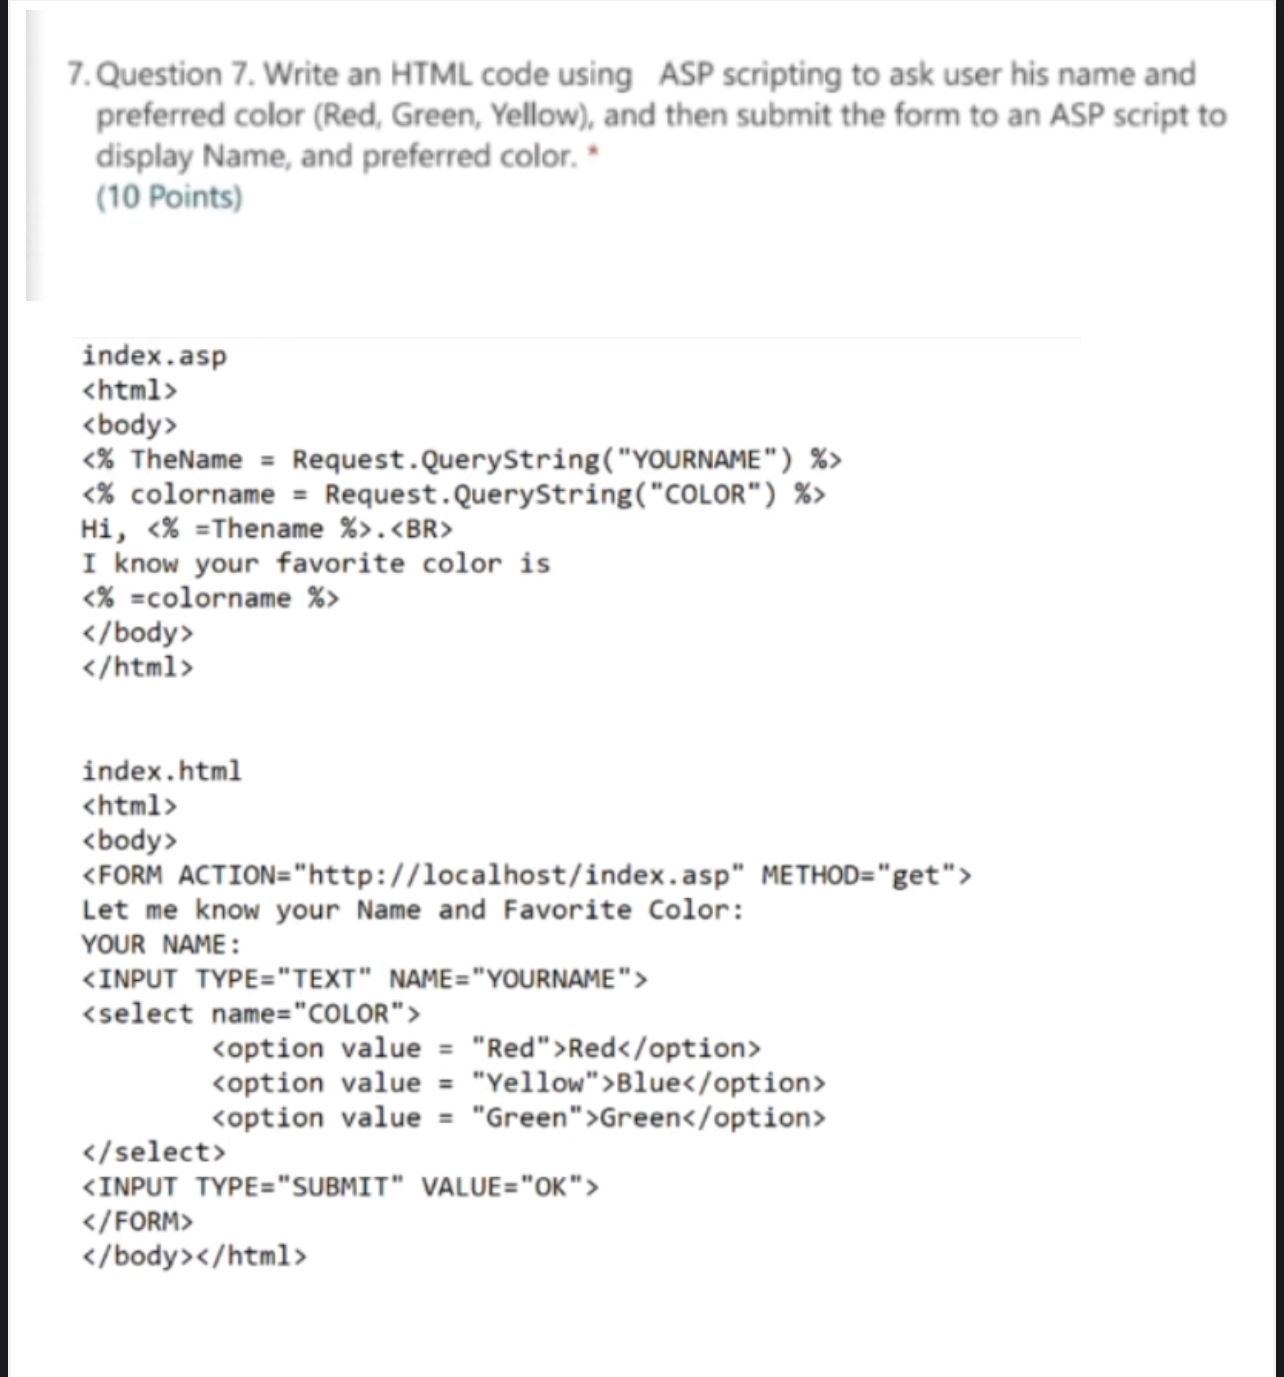 7. Question 7. Write an HTML code using ASP scripting to ask user his name and
preferred color (Red, Green, Yellow), and then submit the form to an ASP script to
display Name, and preferred color. *
(10 Points)
index.asp
<html>
<body>
<% TheName = Request.QueryString("YOURNAME") %>
<% colorname = Request.QueryString("COLOR") %>
Hi, <% =Thename %>.<BR>
I know your favorite color is
<% =colorname %>
</body>
</html>
index.html
<html>
<body>
<FORM ACTION="http://localhost/index.asp" METHOD="get">
Let me know your Name and Favorite Color:
YOUR NAME:
<INPUT TYPE="TEXT" NAME="YOURNAME">
<select name="COLOR">
<option value = "Red">Red</option>
<option value = "Yellow">Blue</option>
<option value = "Green">Green</option>
</select>
<INPUT TYPE="SUBMIT" VALUE="OK">
</FORM>
</body></html>